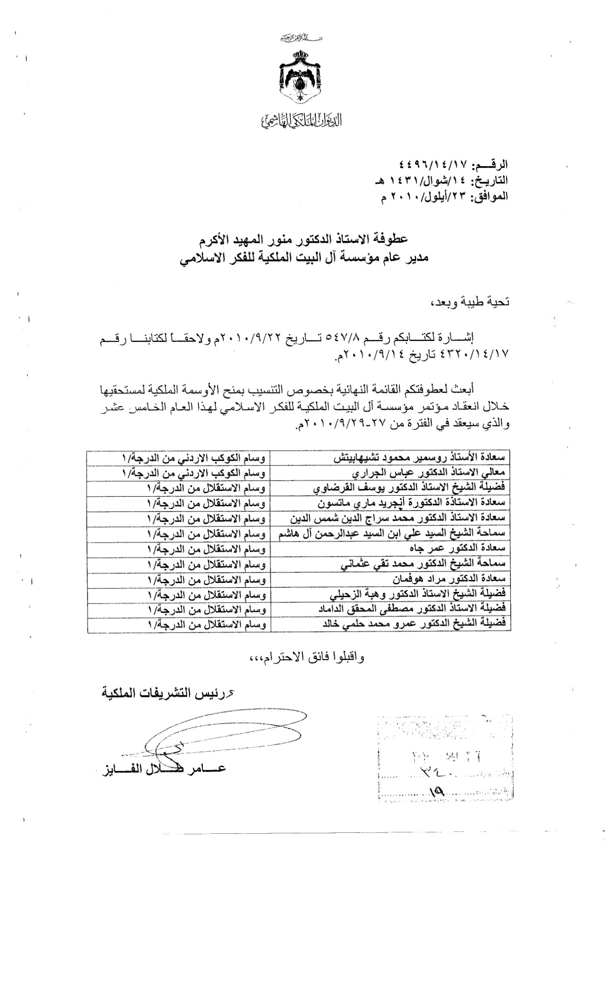 بسم الله الرحمن الرحيم
الديوان الملكي الهاشمي
الرقـــم: ٤٤٩٦/١٤/١٧
التاريـخ: ١٤/شوال/١٤٣١ هـ
الموافق: ٢٣/أيلول/٢٠١٠ م
عطوفة الاستاذ الدكتور منور المهيد الأكرم
مدير عام مؤسسة آل البيت الملكية للفكر الاسلامي
تحية طيبة وبعد،
إشـــارة لكتـــابكم رقـــم ٥٤٧/٨ تـــاريخ ٢٠١٠/٩/٢٢م ولاحقـــاً لكتابنـــا رقـــم
٤٣٢٠/١٤/١٧ تاريخ ٢٠١٠/٩/١٤م.
أبعث لعطوفتكم القائمة النهائية بخصوص التنسيب بمنح الأوسمة الملكية لمستحقيها
خلال انعقاد مؤتمر مؤسسة آل البيت الملكية للفكر الاسلامي لهذا العام الخامس عشر
والذي سيعقد في الفترة من ٢٧-٢٠١٠/٩/٢٩م.
سعادة الأستاذ روسمير محمود تشيهابيتش وسام الكوكب الاردني من الدرجة/١
معالي الاستاذ الدكتور عباس الجراري وسام الكوكب الاردني من الدرجة/١
فضيلة الشيخ الاستاذ الدكتور يوسف القرضاوي وسام الاستقلال من الدرجة/١
سعادة الاستاذة الدكتورة أنجريد ماري ماتسون وسام الاستقلال من الدرجة/١
سعادة الاستاذ الدكتور محمد سراج الدين شمس الدين وسام الاستقلال من الدرجة/١
سماحة الشيخ السيد علي ابن السيد عبدالرحمن آل هاشم وسام الاستقلال من الدرجة/١
سعادة الدكتور عمر جاه وسام الاستقلال من الدرجة/١
سماحة الشيخ الدكتور محمد تقي عثماني وسام الاستقلال من الدرجة/١
سعادة الدكتور مراد هوفمان وسام الاستقلال من الدرجة/١
فضيلة الشيخ الاستاذ الدكتور وهبة الزحيلي وسام الاستقلال من الدرجة/١
فضيلة الاستاذ الدكتور مصطفى المحقق الداماد وسام الاستقلال من الدرجة/١
فضيلة الشيخ الدكتور عمرو محمد حلمي خالد وسام الاستقلال من الدرجة/١
واقبلوا فائق الاحترام،،،
رئيس التشريفات الملكية
عـــامر طـــلال الفـــايز
٣٤٠
١٩